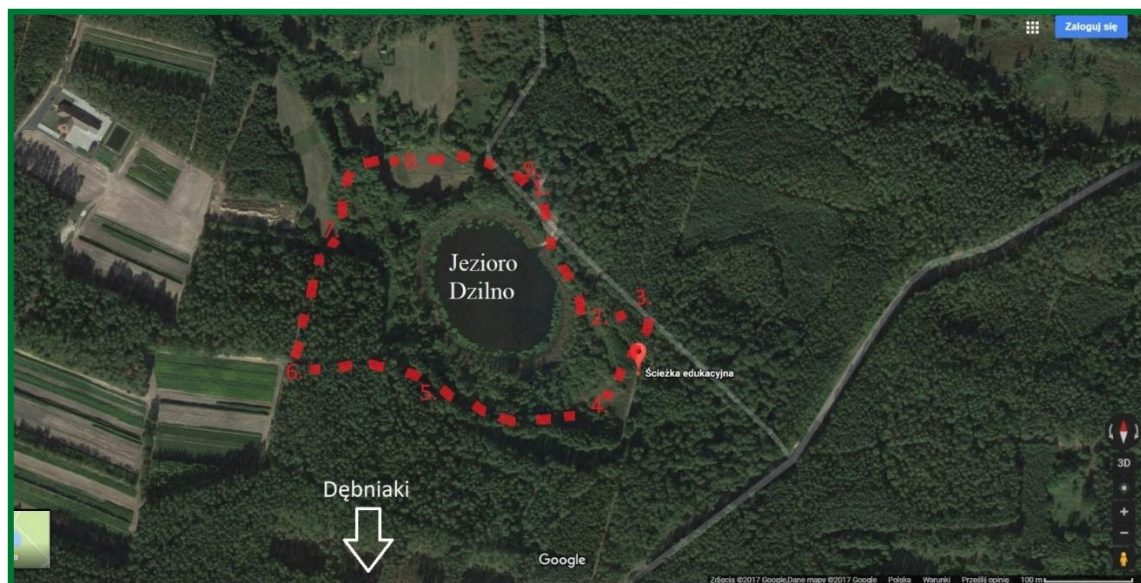 Zaloguj się
8.
9.
1.
7.
Jezioro
Dzilno
3.
2.
Ścieżka edukacyjna
6.
5.
4.
3D
Dębniaki
Google
Zdjęcia ©2017 Google,Dane mapy ©2017 Google Polska Warunki Prześlij opinię 100 m